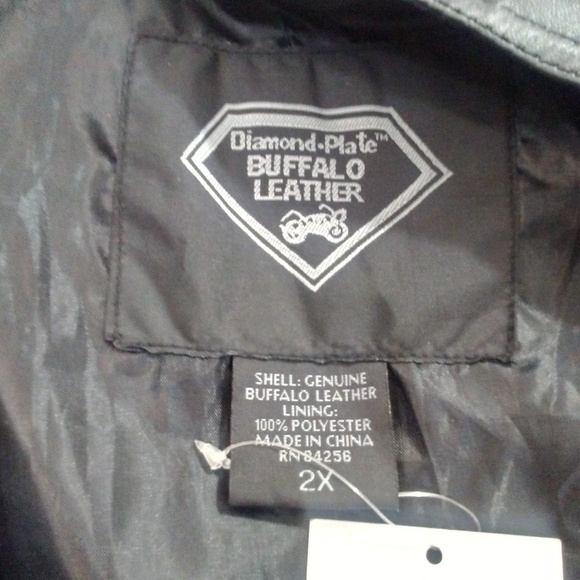 Diamond-Plate™
BUFFALO
LEATHER
SHELL: GENUINE
BUFFALO LEATHER
LINING:
100% POLYESTER
MADE IN CHINA
RN 84256
2X